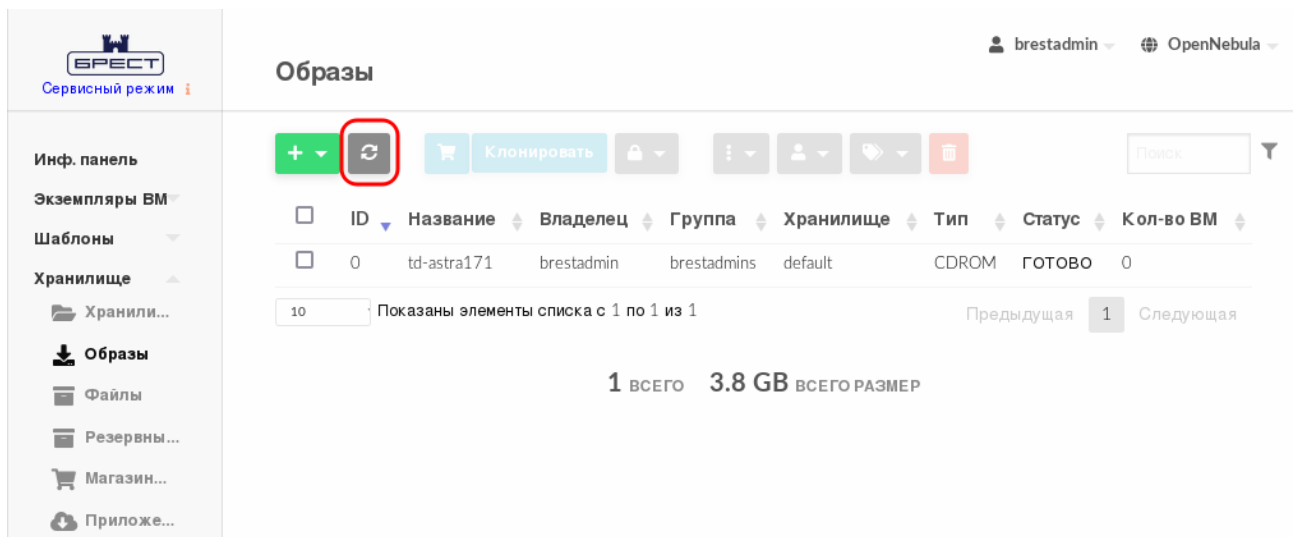 БРЕСТ
Сервисный режим i
Образы
brestadmin
OpenNebula
Инф. панель
Экземпляры ВМ
Шаблоны
Хранилище
Хранили...
Образы
Файлы
Резервны...
Магазин...
Приложе...
+
Клонировать
Поиск
ID Название Владелец Группа Хранилище Тип Статус Кол-во ВМ
0 td-astra171 brestadmin brestadmins default CDROM ГОТОВО 0
10 Показаны элементы списка с 1 по 1 из 1
Предыдущая 1 Следующая
1 ВСЕГО 3.8 GB ВСЕГО РАЗМЕР